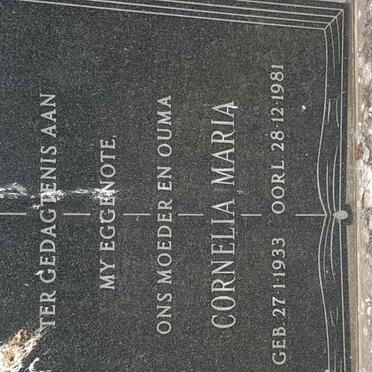 TER GEDAGTENIS AAN
MY EGGENOTE,
ONS MOEDER EN OUMA
CORNELIA MARIA
GEB. 27·1·1933 OORL. 28·12·1981